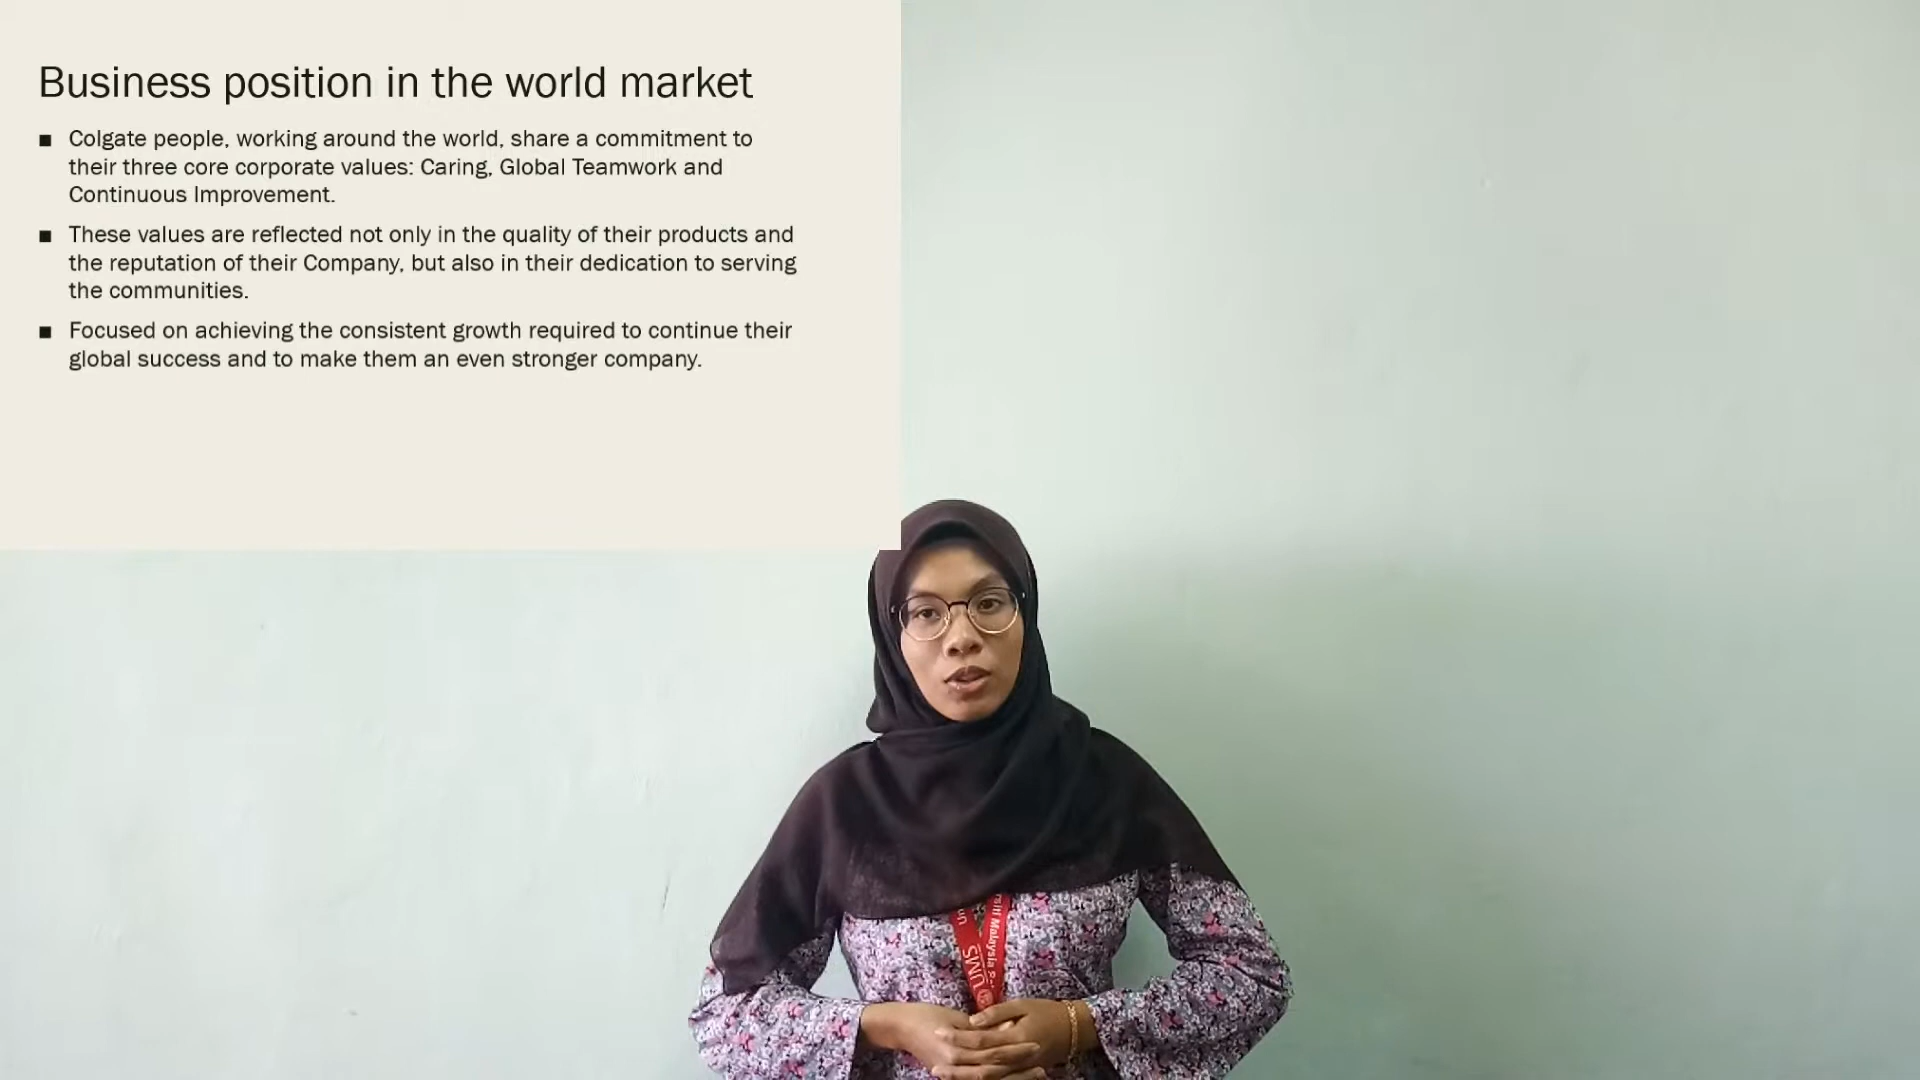 Business position in the world market
■ Colgate people, working around the world, share a commitment to
their three core corporate values: Caring, Global Teamwork and
Continuous Improvement.
■ These values are reflected not only in the quality of their products and
the reputation of their Company, but also in their dedication to serving
the communities.
■ Focused on achieving the consistent growth required to continue their
global success and to make them an even stronger company.
UMS
Malaysia